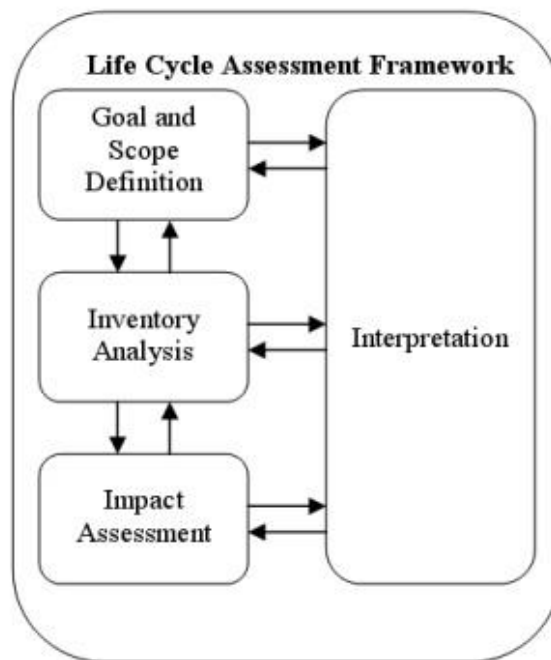 Life Cycle Assessment Framework
Goal and
Scope
Definition
Inventory
Analysis
Impact
Assessment
Interpretation